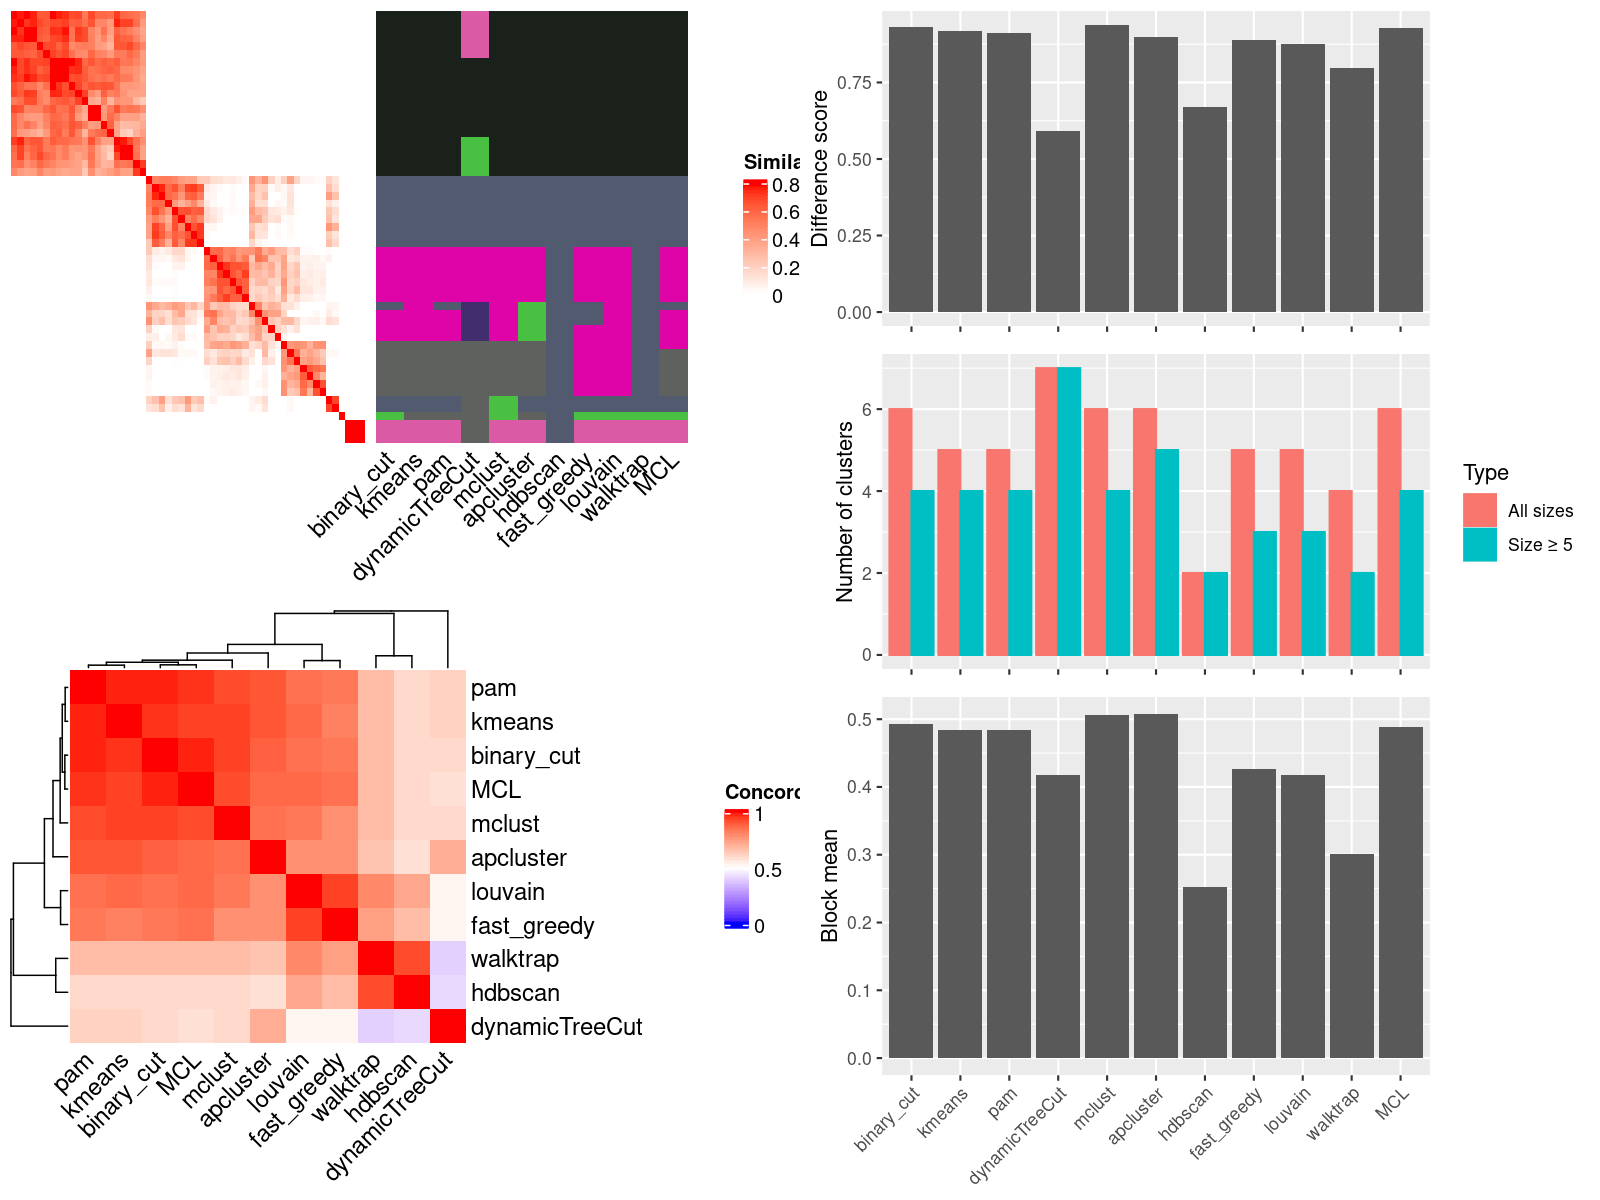 Simila
0.8
0.6
0.4
0.2
0
binary_cut
kmeans
pam
dynamicTreeCut
mclust
apcluster
hdbscan
fast_greedy
louvain
walktrap
MCL
pam
kmeans
binary_cut
MCL
mclust
apcluster
louvain
fast_greedy
walktrap
hdbscan
dynamicTreeCut
pam
kmeans
binary_cut
MCL
mclust
apcluster
louvain
fast_greedy
walktrap
hdbscan
dynamicTreeCut
Concord
1
0.5
0
Difference score
0.75
0.50
0.25
0.00
Number of clusters
6
4
2
0
Type
All sizes
Size ≥ 5
Block mean
0.5
0.4
0.3
0.2
0.1
0.0
binary_cut
kmeans
pam
dynamicTreeCut
mclust
apcluster
hdbscan
fast_greedy
louvain
walktrap
MCL